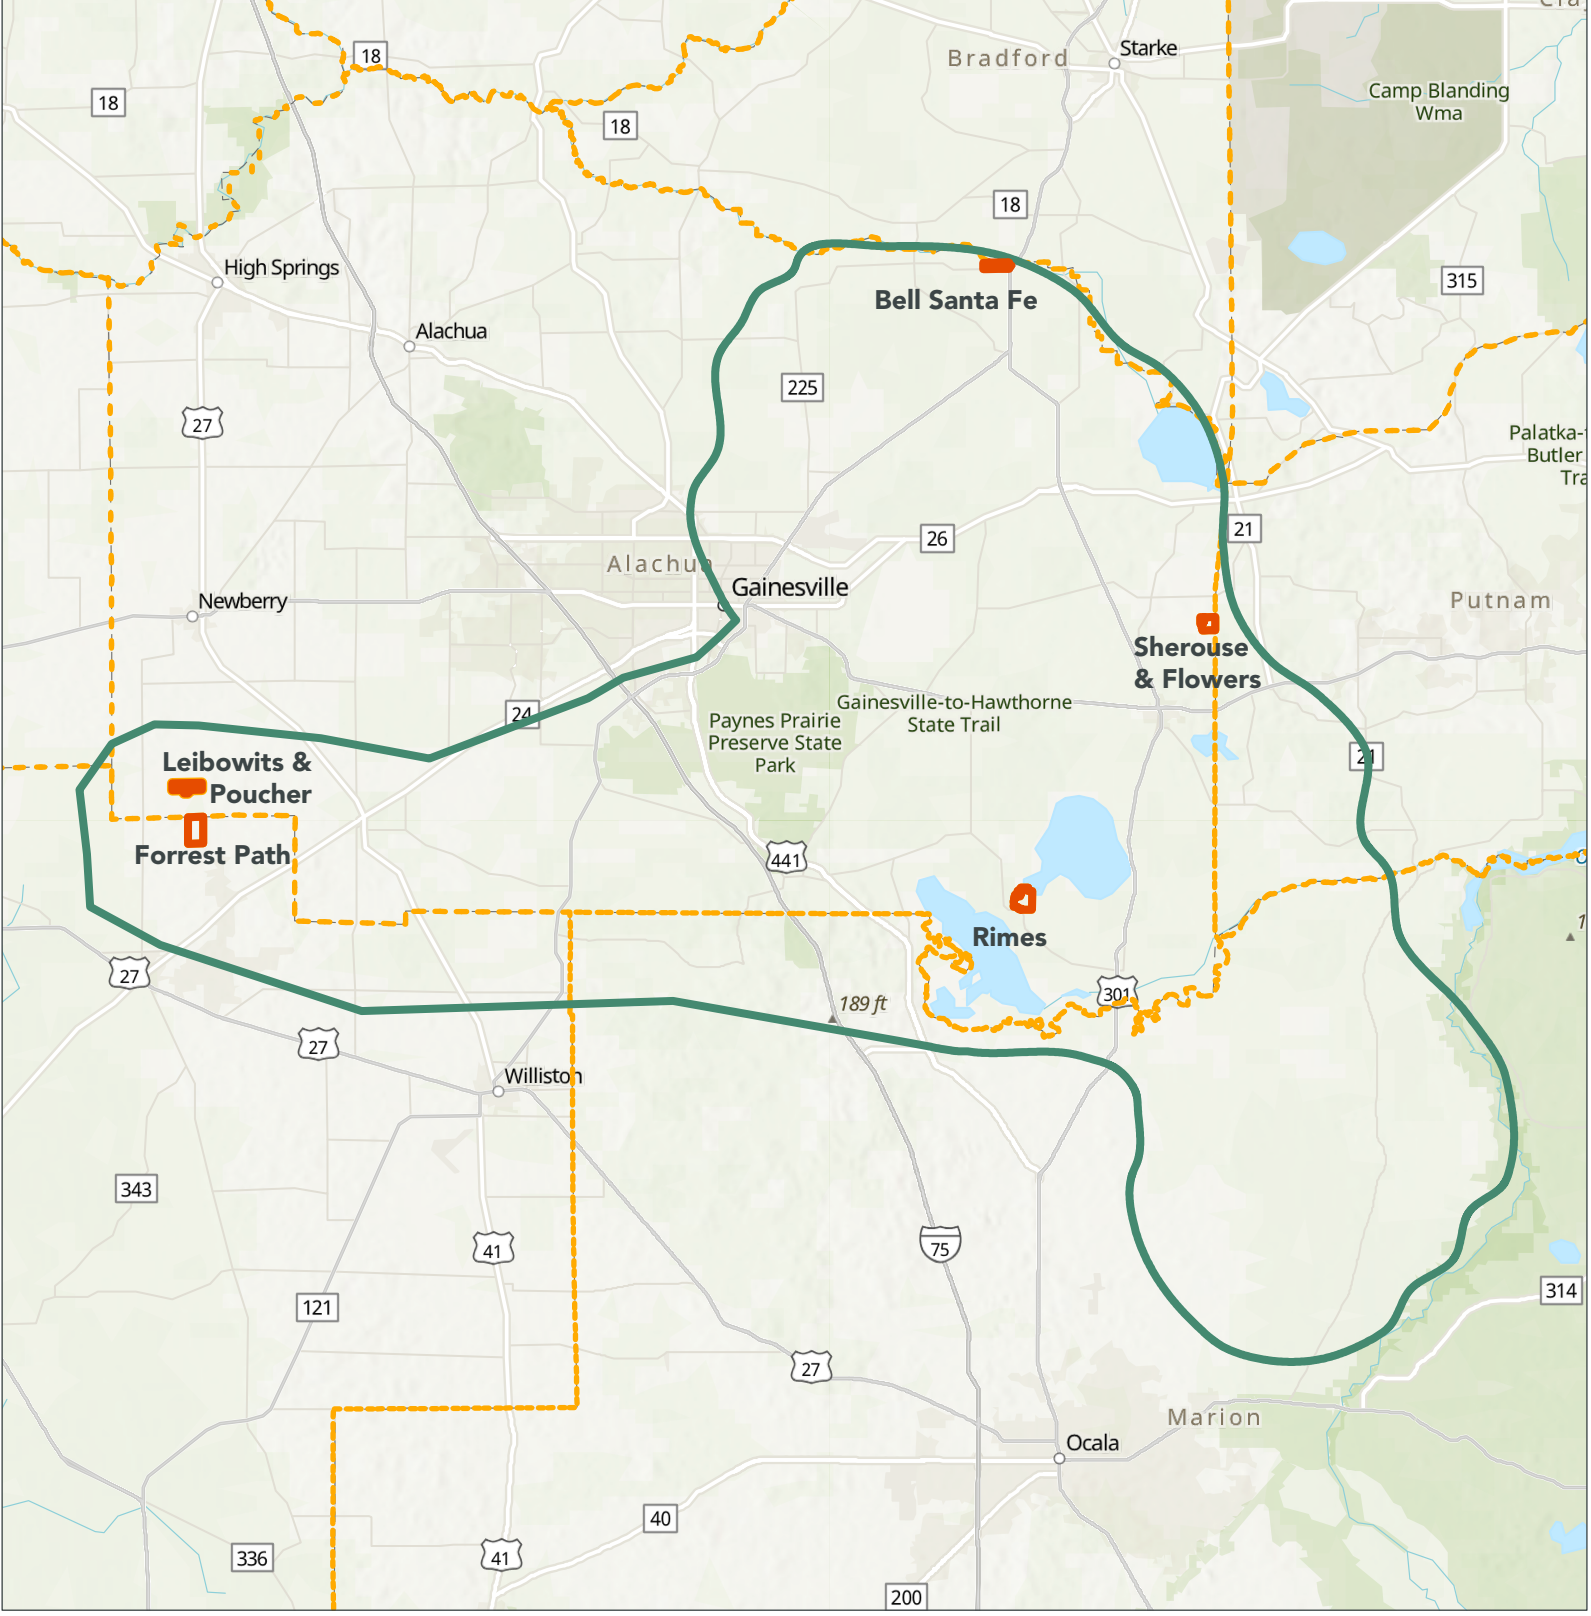 18
Bradford
Starke
Camp Blanding
Wma
18
18
18
High Springs
315
Bell Santa Fe
Alachua
225
27
Palatka-
Butler
26
21
Alachua
Gainesville
Newberry
Putnam
Sherouse
& Flowers
Gainesville-to-Hawthorne
State Trail
24
Paynes Prairie
Preserve State
Park
21
Leibowits &
Poucher
Forrest Path
441
Rimes
27
301
189 ft
27
Williston
343
41
75
314
121
27
Marion
Ocala
40
336
41
200